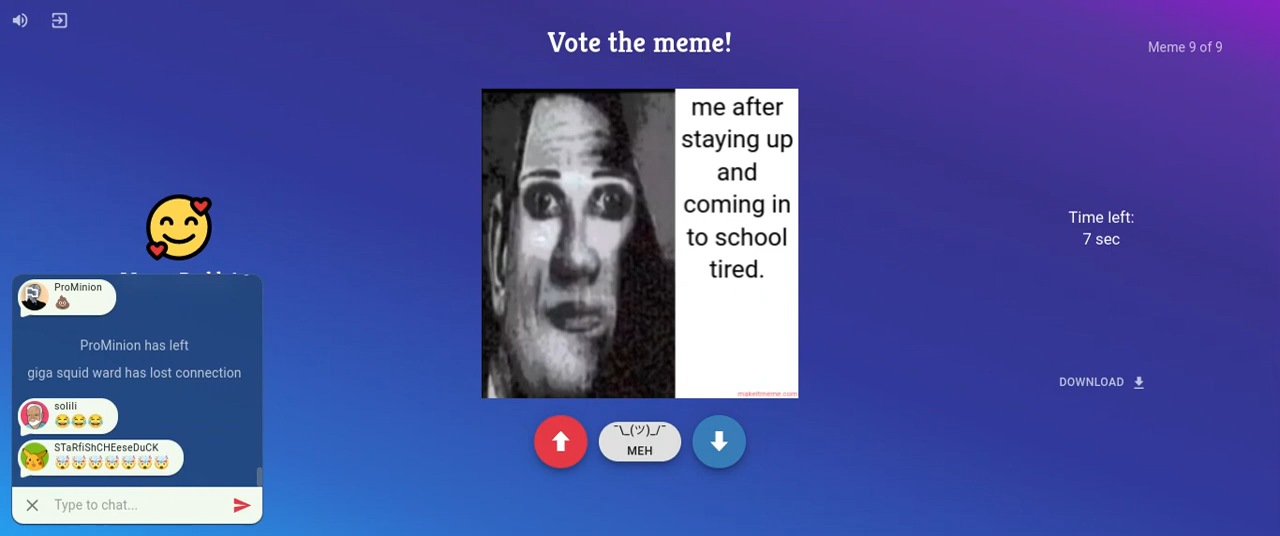 Vote the meme!
Meme 9 of 9
me after
staying up
and
coming in
to school
tired.
makeitmeme.com
Time left:
7 sec
DOWNLOAD
¯\_(ツ)_/¯
MEH
ProMinion
💩
ProMinion has left
giga squid ward has lost connection
solili
😂😂😂
STaRfiShCHEeseDuCK
🤯🤯🤯🤯🤯🤯🤯
Type to chat...